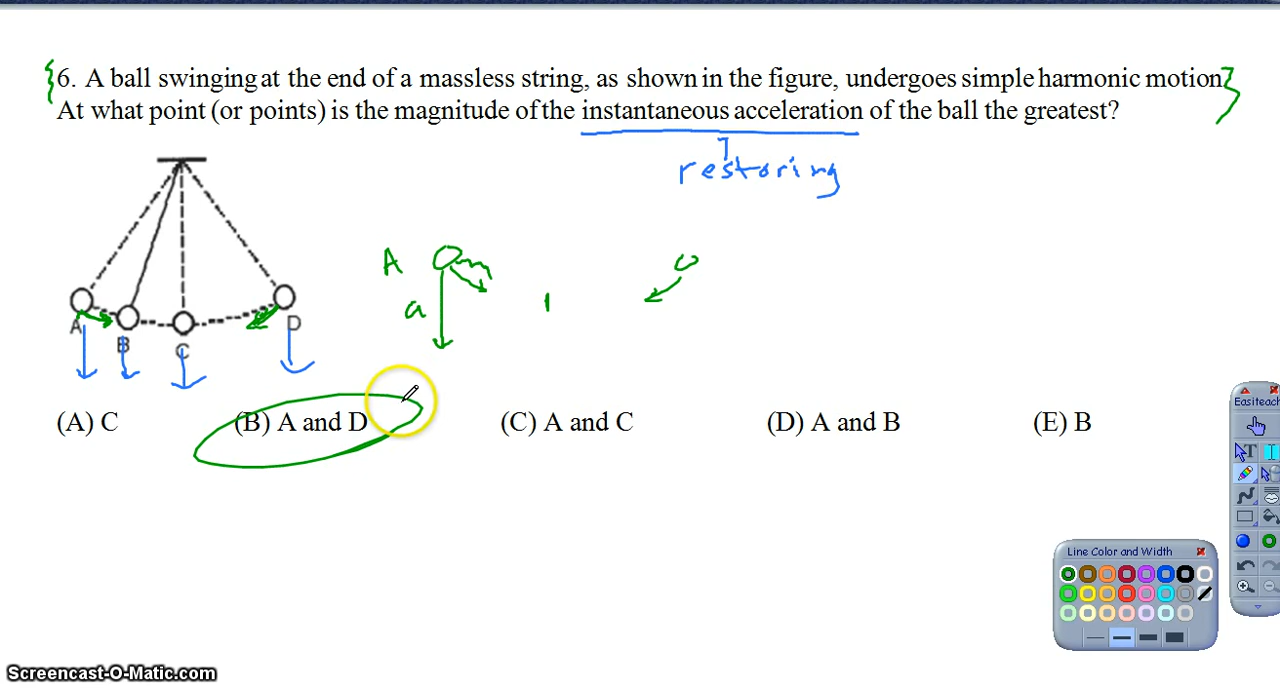 6. A ball swinging at the end of a massless string, as shown in the figure, undergoes simple harmonic motion
At what point (or points) is the magnitude of the instantaneous acceleration of the ball the greatest?
restoring
A
a
A
B
C
D
(A) C (B) A and D (C) A and C (D) A and B (E) B
Easiteach
T
Line Color and Width
Screencast-O-Matic.com